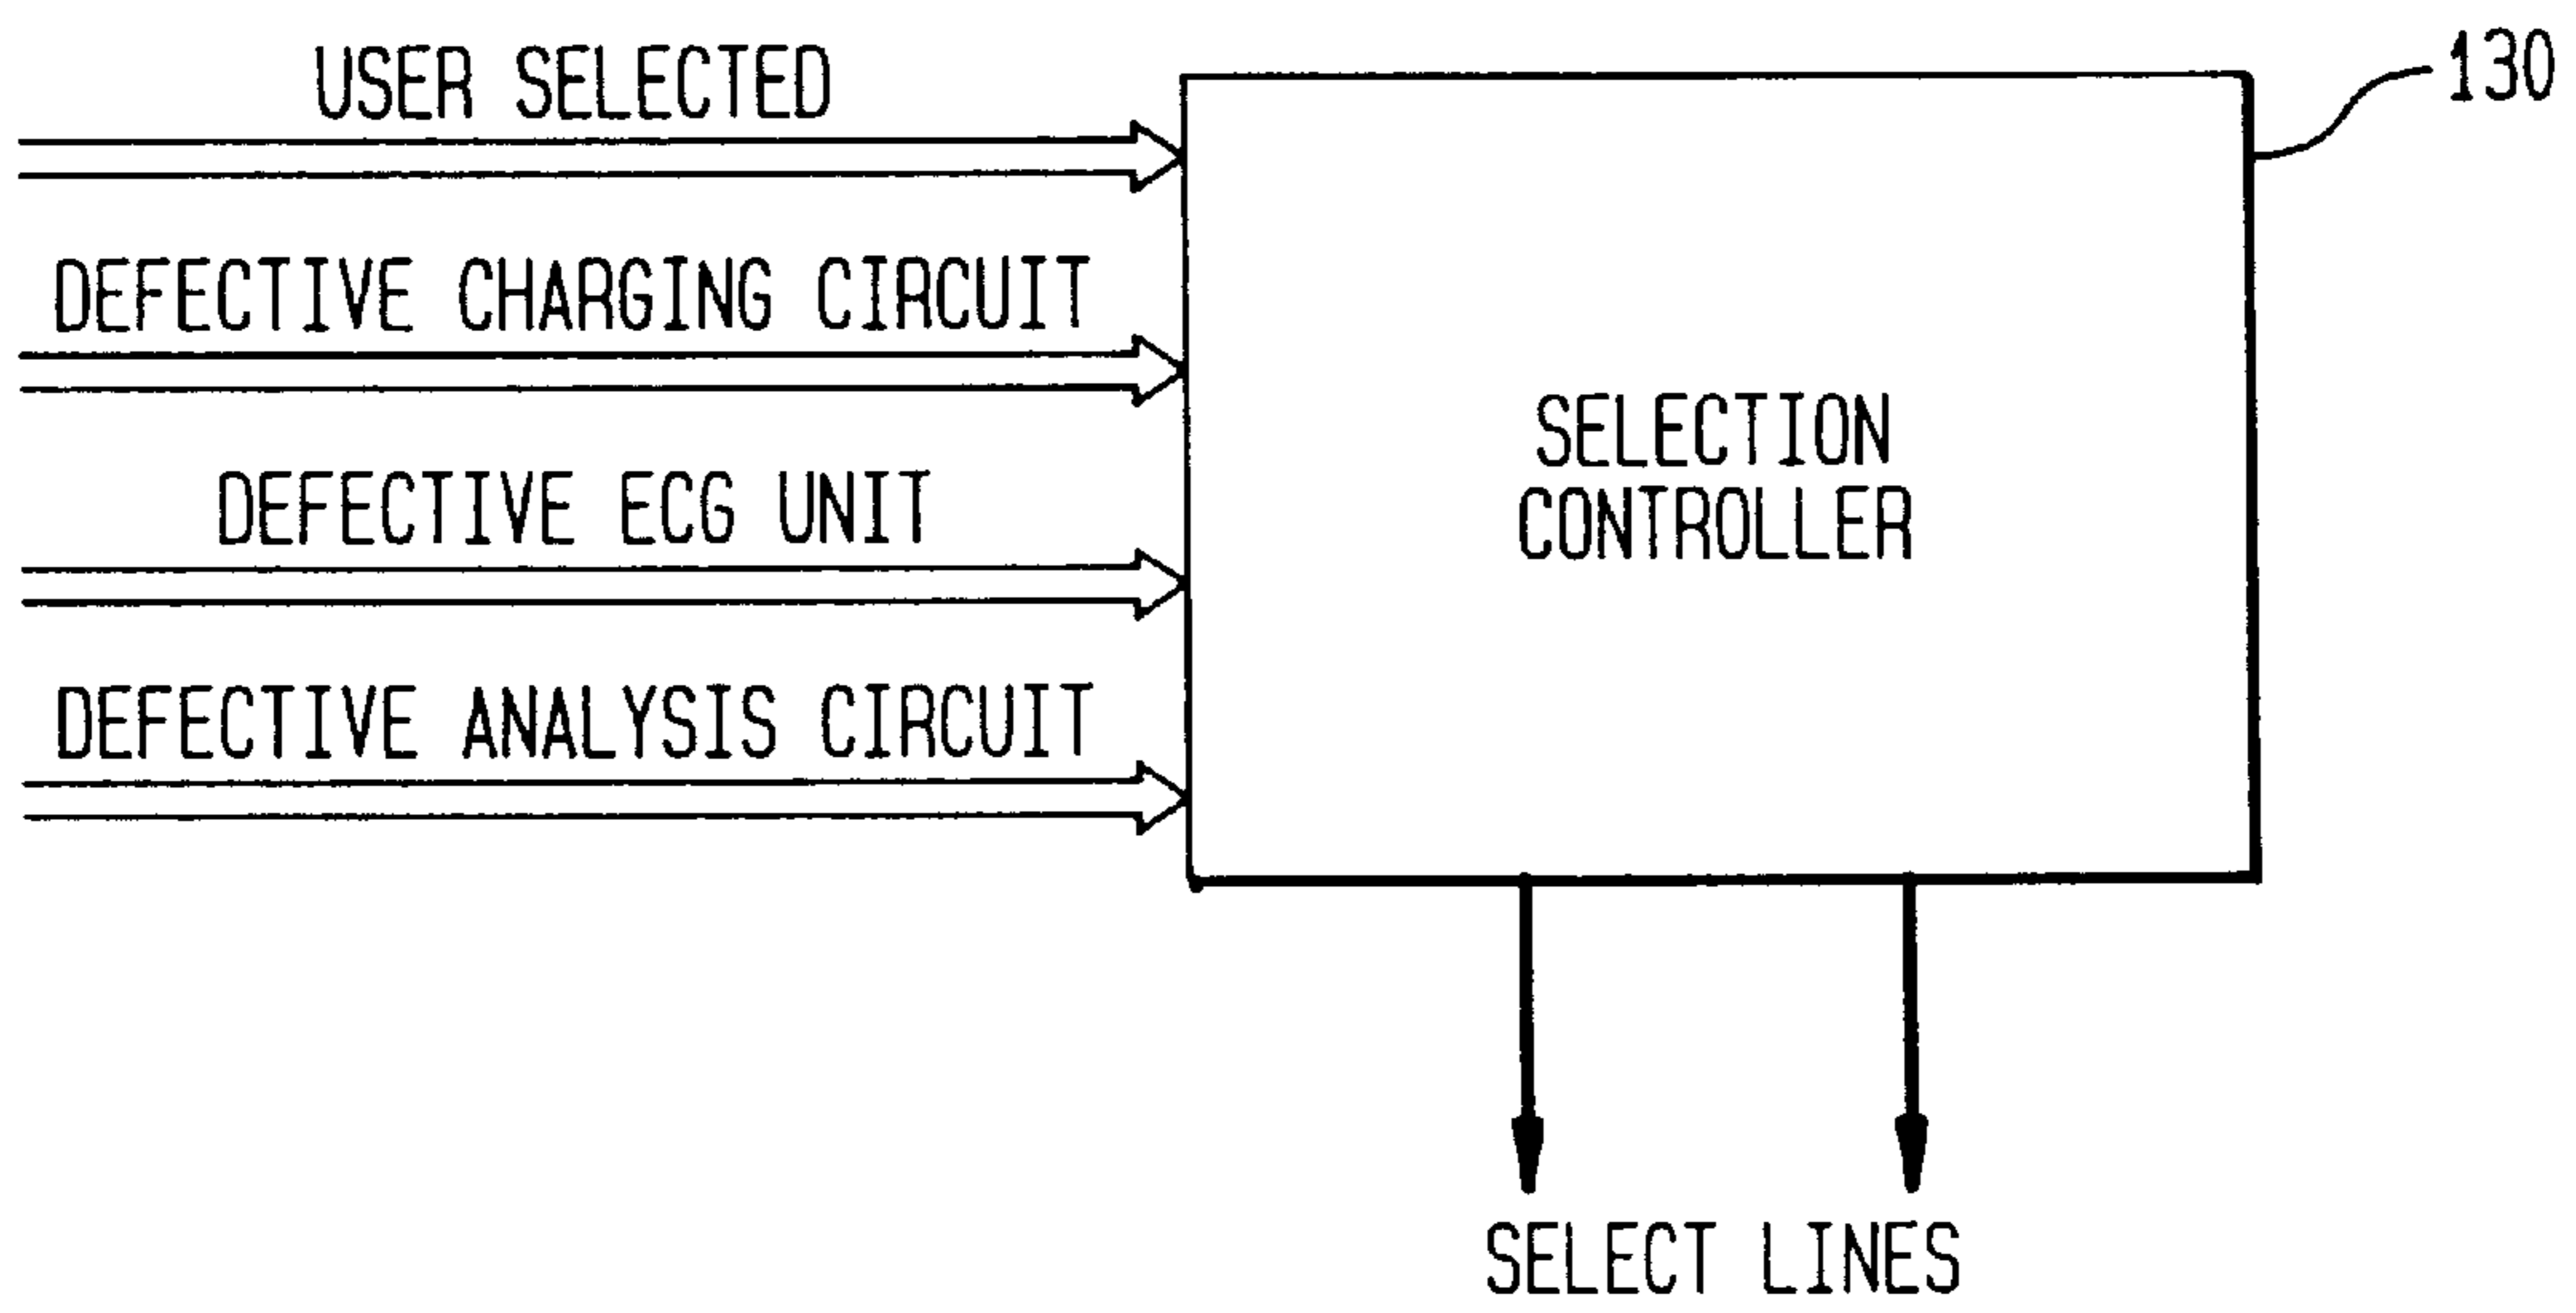 USER SELECTED
130
DEFECTIVE CHARGING CIRCUIT
SELECTION
CONTROLLER
DEFECTIVE ECG UNIT
DEFECTIVE ANALYSIS CIRCUIT
SELECT LINES